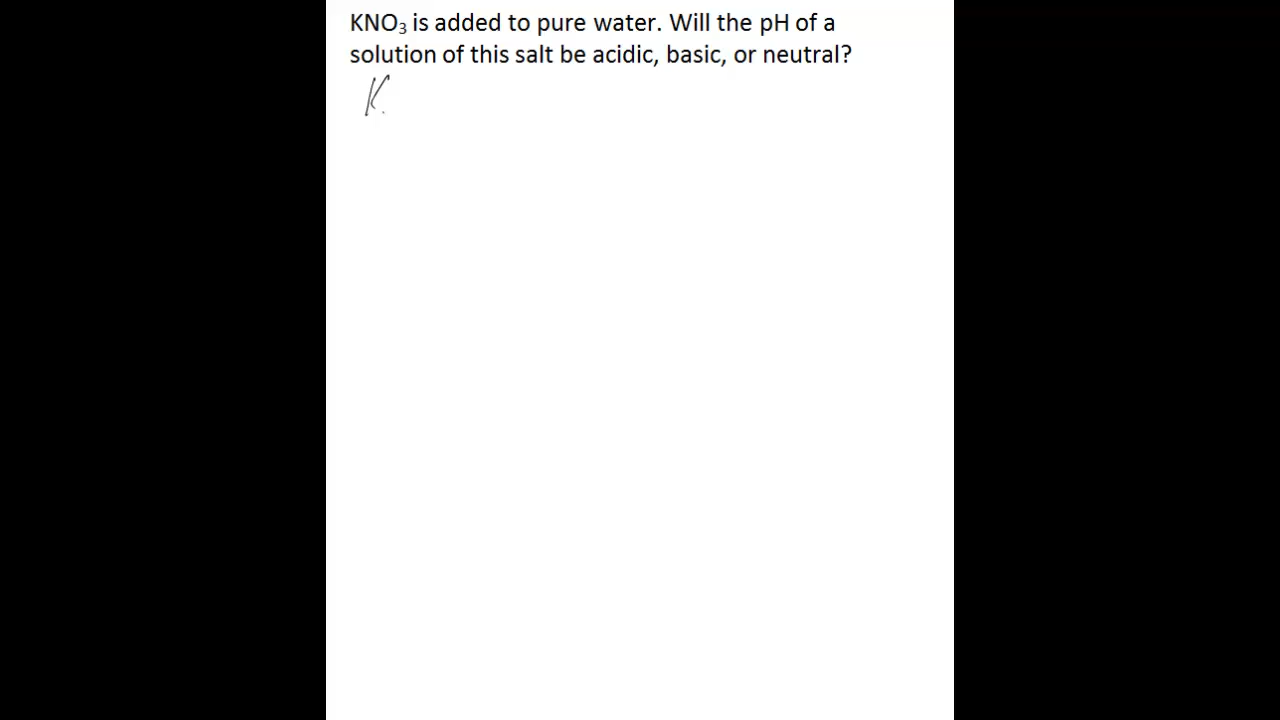 KNO₃ is added to pure water. Will the pH of a
solution of this salt be acidic, basic, or neutral?
K